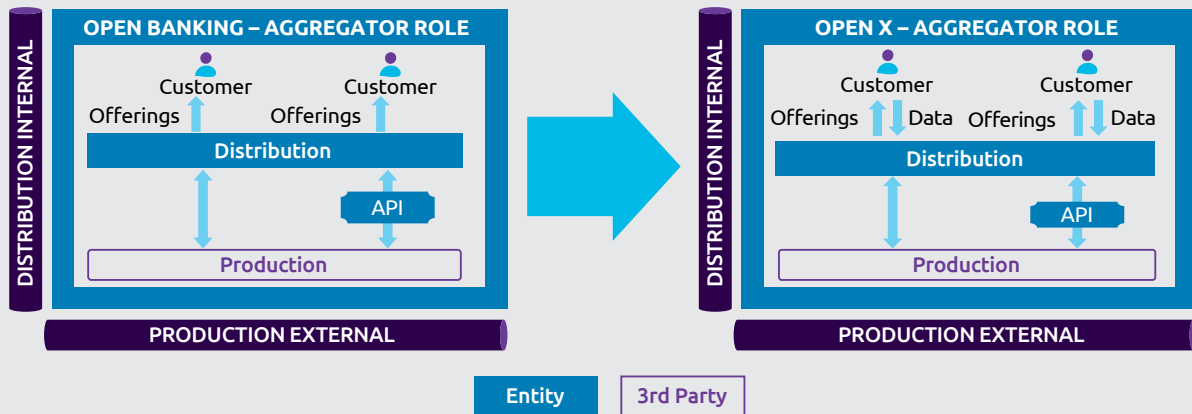 OPEN BANKING – AGGREGATOR ROLE
DISTRIBUTION INTERNAL
Customer
Customer
Offerings
Offerings
Distribution
API
Production
PRODUCTION EXTERNAL
OPEN X – AGGREGATOR ROLE
DISTRIBUTION INTERNAL
Customer
Customer
Offerings
Data
Offerings
Data
Distribution
API
Production
PRODUCTION EXTERNAL
Entity
3rd Party